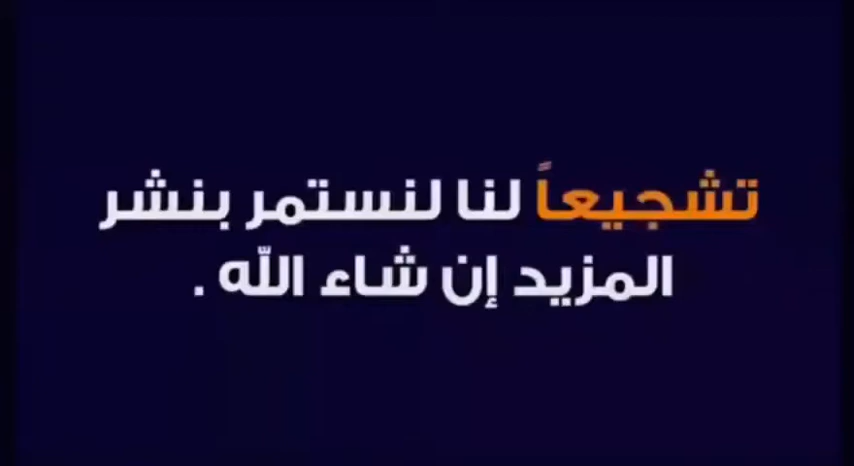 تشجيعاً لنا لنستمر بنشر
المزيد إن شاء الله .